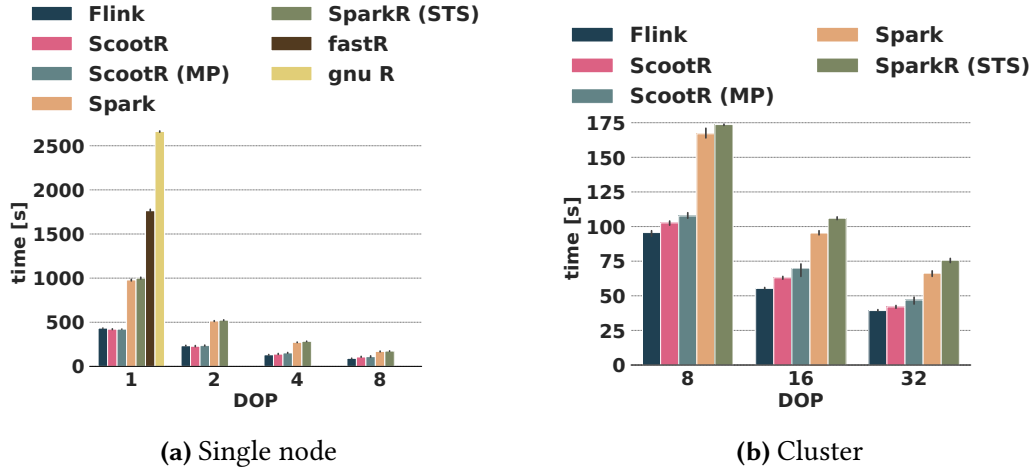 Flink
ScootR
ScootR (MP)
Spark
SparkR (STS)
fastR
gnu R
time [s]
2500
2000
1500
1000
500
0
1 2 4 8
DOP
(a) Single node
Flink
ScootR
ScootR (MP)
Spark
SparkR (STS)
time [s]
175
150
125
100
75
50
25
0
8 16 32
DOP
(b) Cluster